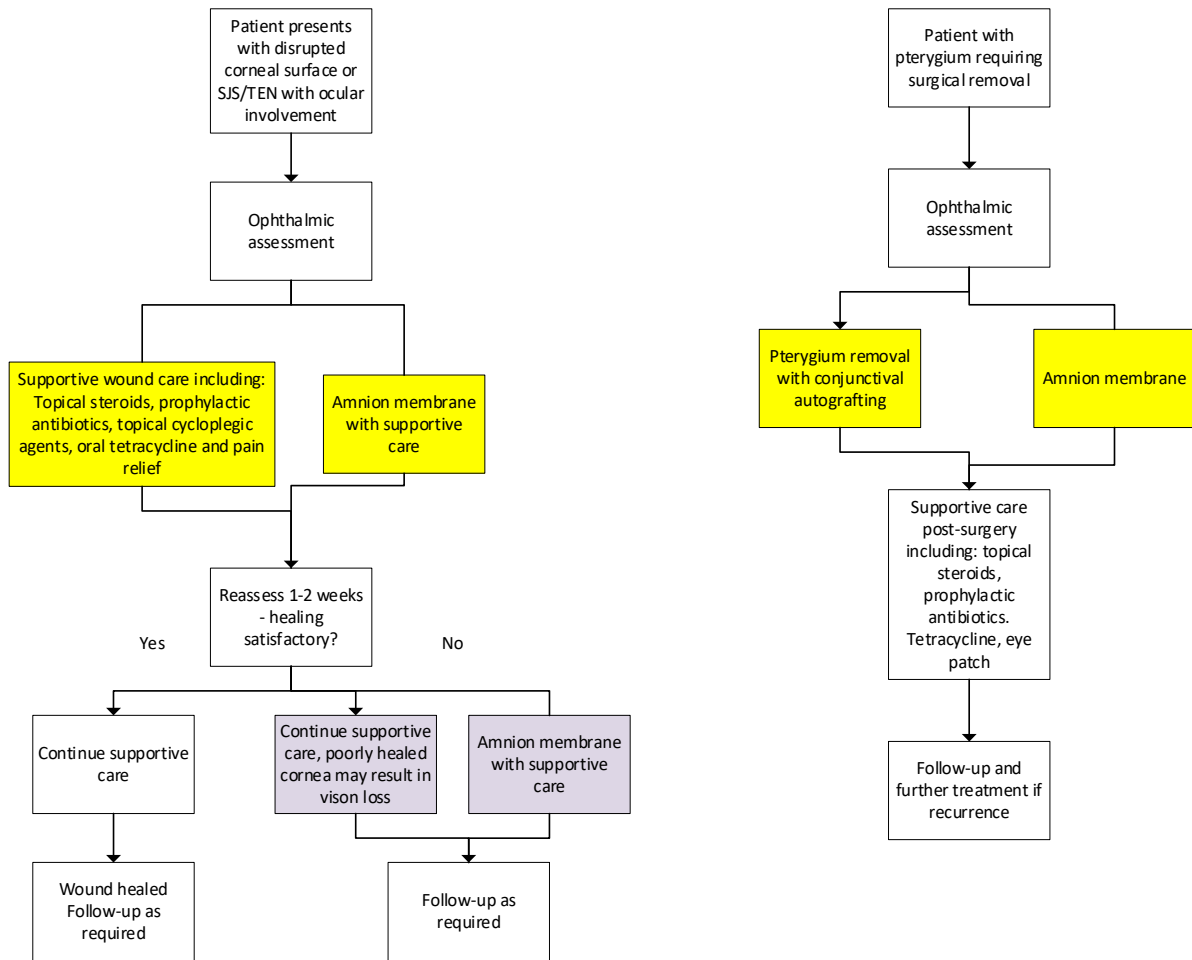 Patient presents
with disrupted
corneal surface or
SJS/TEN with ocular
involvement
Ophthalmic
assessment
Supportive wound care including:
Topical steroids, prophylactic
antibiotics, topical cycloplegic
agents, oral tetracycline and pain
relief
Amnion membrane
with supportive
care
Reassess 1-2 weeks
- healing
satisfactory?
Yes
No
Continue supportive
care
Continue supportive
care, poorly healed
cornea may result in
vison loss
Amnion membrane
with supportive
care
Wound healed
Follow-up as
required
Follow-up as
required
Patient with
pterygium requiring
surgical removal
Ophthalmic
assessment
Pterygium removal
with conjunctival
autografting
Amnion membrane
Supportive care
post-surgery
including: topical
steroids,
prophylactic
antibiotics.
Tetracycline, eye
patch
Follow-up and
further treatment if
recurrence